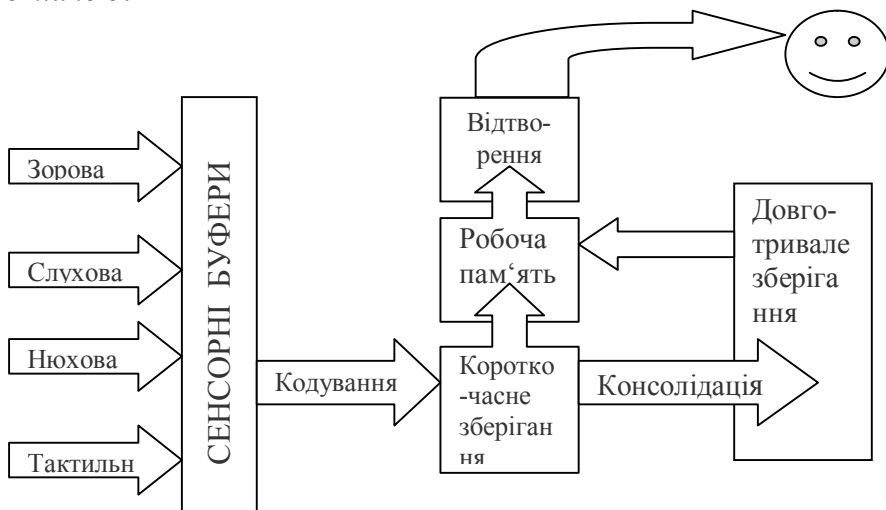 Зорова
Слухова
Нюхова
Тактильн
СЕНСОРНІ БУФЕРИ
Кодування
Відтво-
рення
Робоча
пам‘ять
Коротко
-часне
зберіган
ня
Консолідація
Довго-
тривале
зберіга
ння